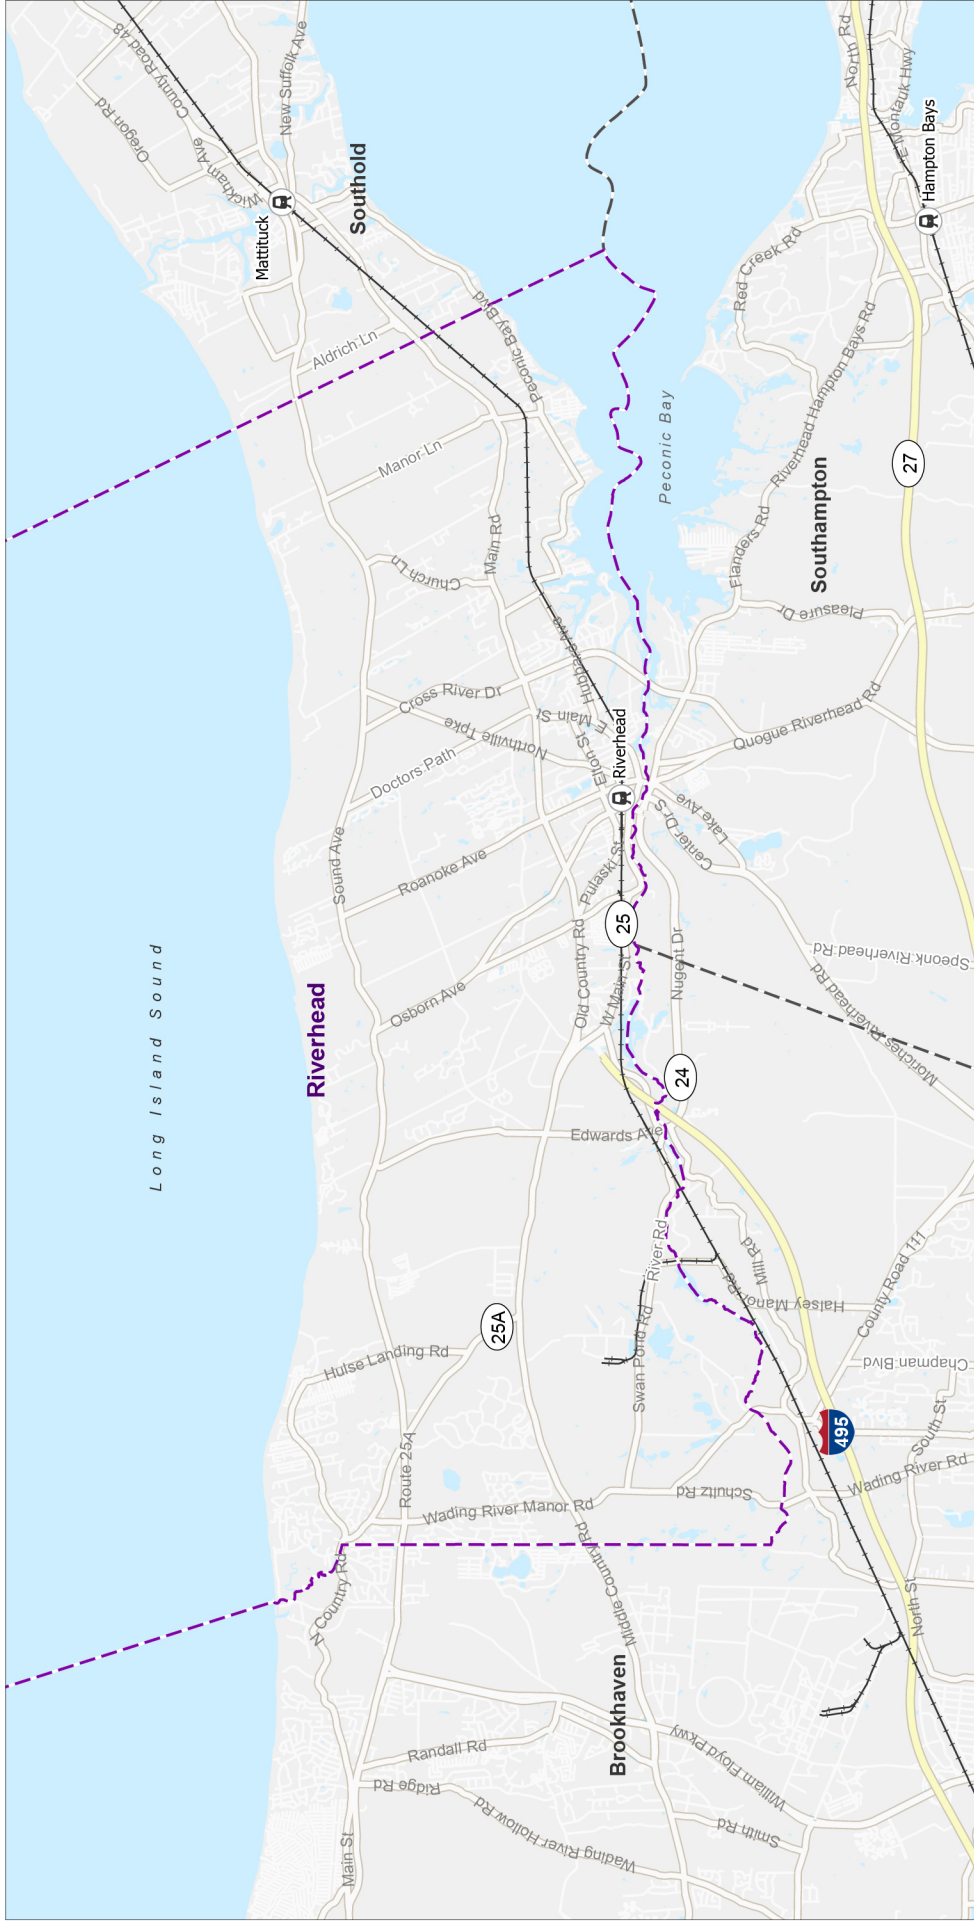 Long Island Sound
Riverhead
Southold
Brookhaven
Southampton
Peconic Bay
Mattituck
Riverhead
Hampton Bays
County Road 48
Oregon Rd
Wickham Ave
New Suffolk Ave
Aldrich Ln
Peconic Bay Blvd
Manor Ln
Main Rd
Church Ln
Cross River Dr
Northville Tpke
Doctors Path
Sound Ave
Roanoke Ave
Osborn Ave
Hubbard Ave
E Main St
Elton St
Pulaski St
Old Country Rd
W Main St
25
Nugent Dr
24
Edwards Ave
River Rd
25A
Hulse Landing Rd
Swan Pond Rd
Route 25A
Wading River Manor Rd
Schultz Rd
N Country Rd
Middle Country Rd
Randall Rd
Ridge Rd
Main St
Wading River Hollow Rd
William Floyd Pkwy
Smith Rd
North St
Wading River Rd
South St
495
Chapman Blvd
County Road 111
Halsey Manor Rd
Mill Rd
Moriches Riverhead Rd
Speonk Riverhead Rd
Lake Ave
Center Dr S
Quogue Riverhead Rd
Pleasure Dr
Flanders Rd
Riverhead Hampton Bays Rd
Red Creek Rd
27
North Rd
E Montauk Hwy